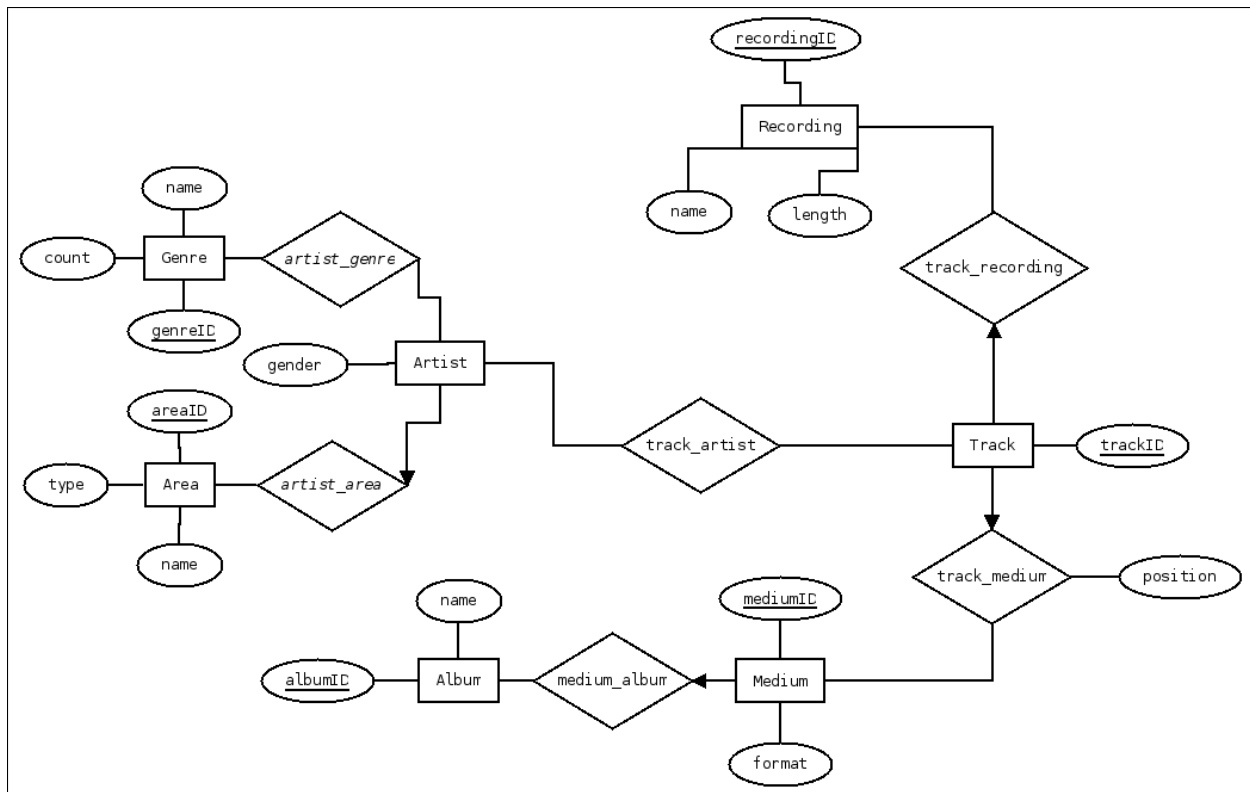 recordingID
Recording
name
length
name
count
Genre
artist_genre
track_recording
genreID
gender
Artist
areaID
track_artist
Track
trackID
type
Area
artist_area
name
track_medium
position
name
mediumID
albumID
Album
medium_album
Medium
format